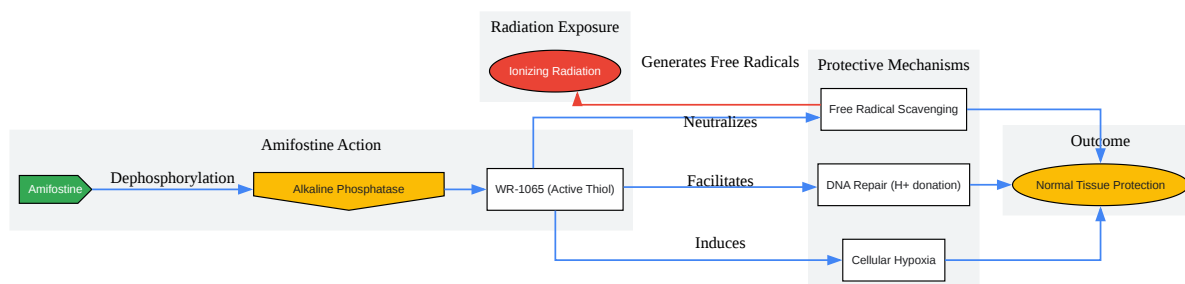 Radiation Exposure
Ionizing Radiation
Generates Free Radicals
Protective Mechanisms
Free Radical Scavenging
Neutralizes
Amifostine Action
Outcome
Amifostine
Dephosphorylation
Alkaline Phosphatase
WR-1065 (Active Thiol)
Facilitates
DNA Repair (H+ donation)
Normal Tissue Protection
Induces
Cellular Hypoxia